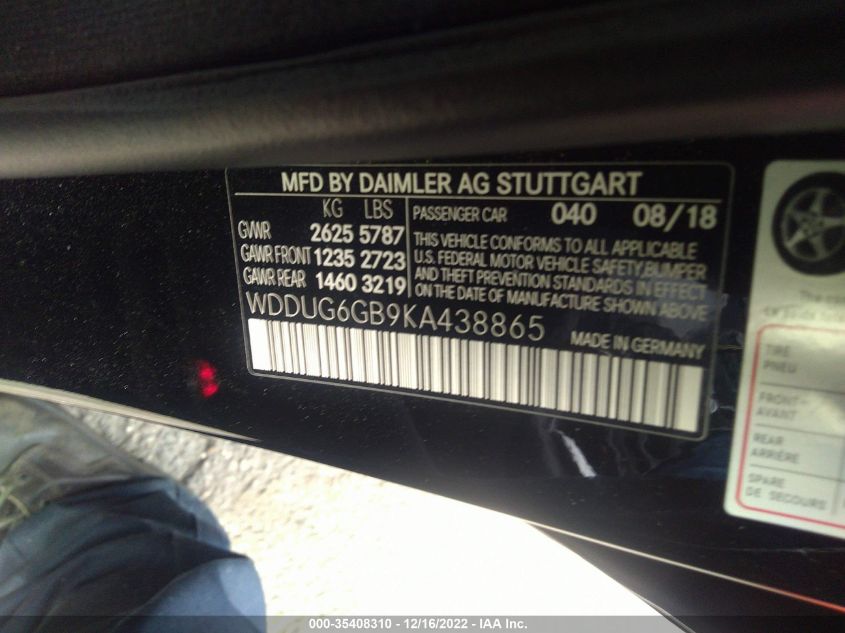 MFD BY DAIMLER AG STUTTGART
KG LBS
GVWR 2625 5787
GAWR FRONT 1235 2723
GAWR REAR 1460 3219
PASSENGER CAR 040 08/18
THIS VEHICLE CONFORMS TO ALL APPLICABLE
U.S. FEDERAL MOTOR VEHICLE SAFETY, BUMPER
AND THEFT PREVENTION STANDARDS IN EFFECT
ON THE DATE OF MANUFACTURE SHOWN ABOVE
WDDUG6GB9KA438865
MADE IN GERMANY
TIRE
PNEU
FRONT-
AVANT
REAR
ARRIÈRE
SPARE
DE SECOURS
000-35408310 - 12/16/2022 - IAA Inc.